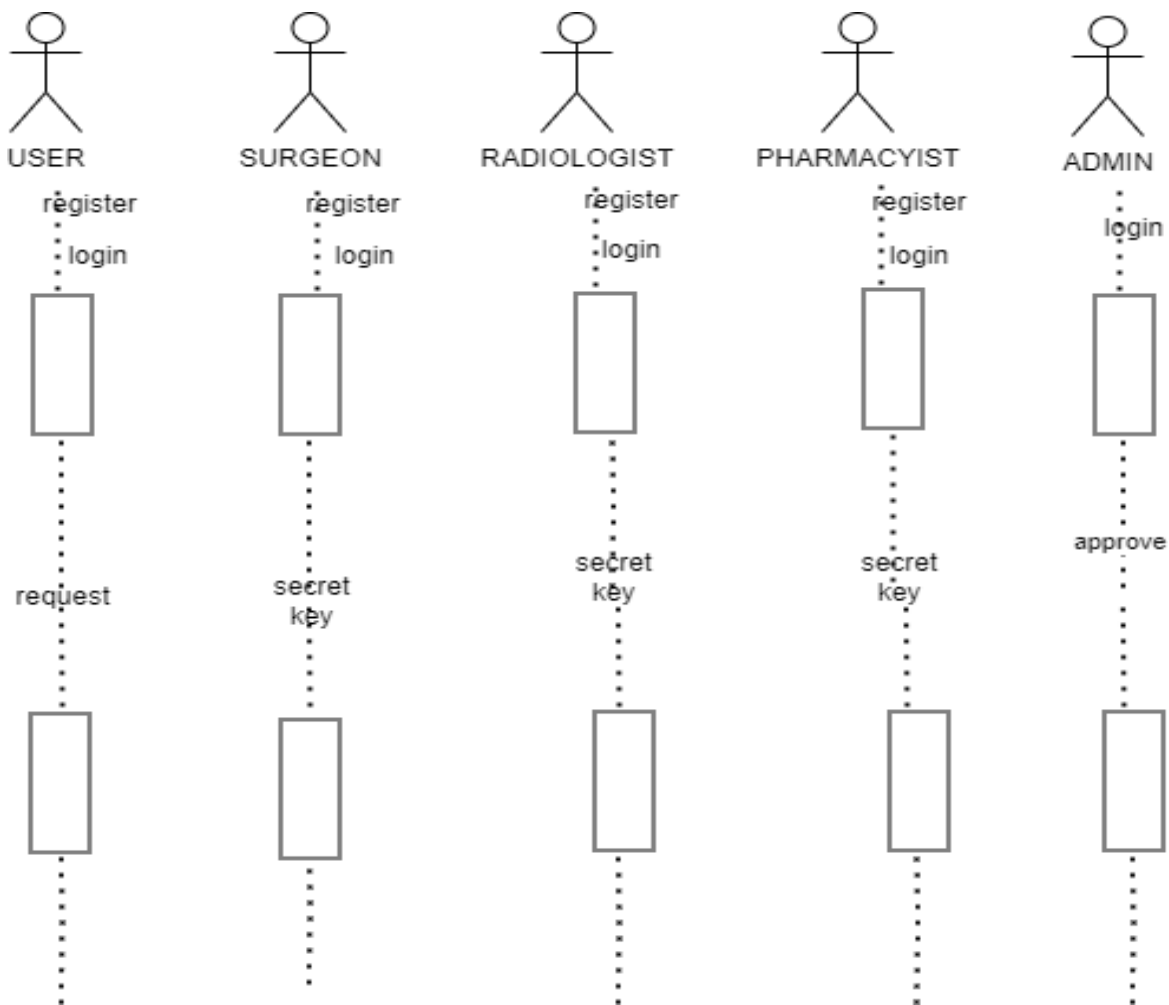 USER
SURGEON
RADIOLOGIST
PHARMACYIST
ADMIN
register
register
register
register
login
login
login
login
login
request
secret
key
secret
key
secret
key
approve